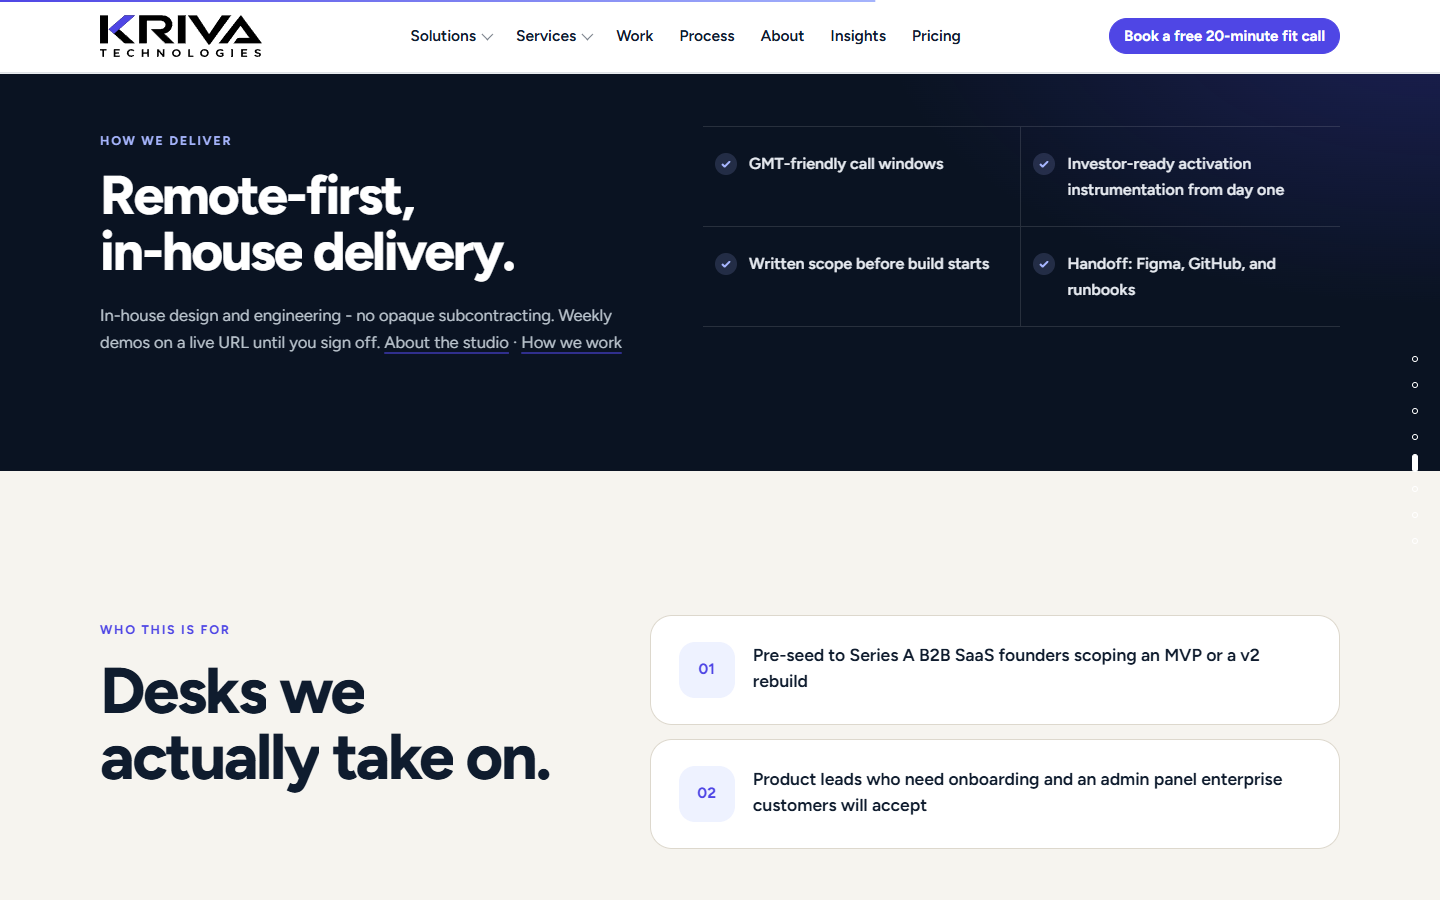 KRIVA
TECHNOLOGIES
Solutions
Services
Work
Process
About
Insights
Pricing
Book a free 20-minute fit call
HOW WE DELIVER
Remote-first,
in-house delivery.
In-house design and engineering - no opaque subcontracting. Weekly
demos on a live URL until you sign off. About the studio · How we work
GMT-friendly call windows
Investor-ready activation
instrumentation from day one
Written scope before build starts
Handoff: Figma, GitHub, and
runbooks
WHO THIS IS FOR
Desks we
actually take on.
01
Pre-seed to Series A B2B SaaS founders scoping an MVP or a v2
rebuild
02
Product leads who need onboarding and an admin panel enterprise
customers will accept